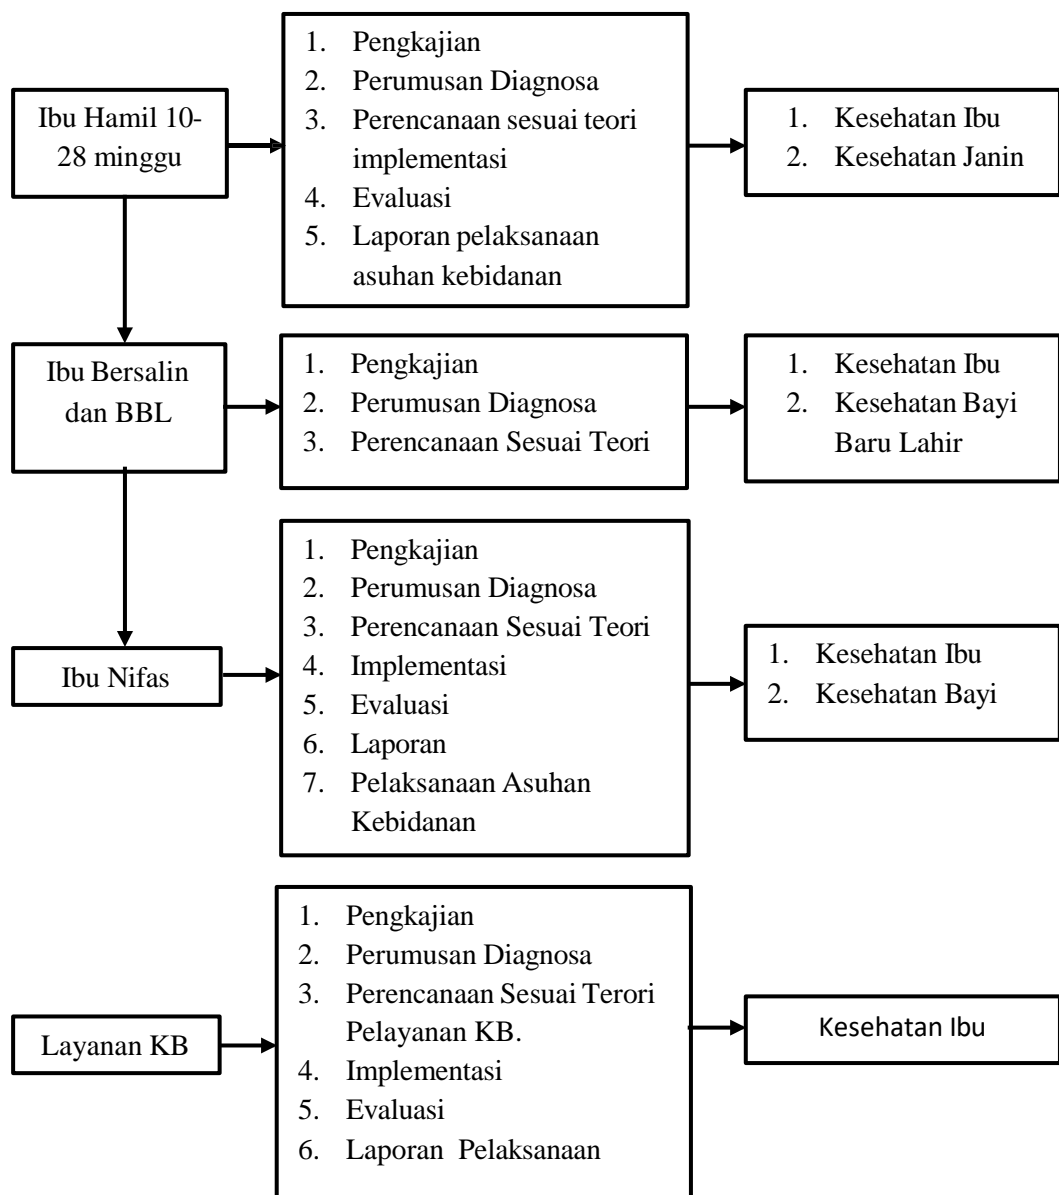 Ibu Hamil 10-
28 minggu
1. Pengkajian
2. Perumusan Diagnosa
3. Perencanaan sesuai teori
implementasi
4. Evaluasi
5. Laporan pelaksanaan
asuhan kebidanan
1. Kesehatan Ibu
2. Kesehatan Janin
Ibu Bersalin
dan BBL
1. Pengkajian
2. Perumusan Diagnosa
3. Perencanaan Sesuai Teori
1. Kesehatan Ibu
2. Kesehatan Bayi
Baru Lahir
Ibu Nifas
1. Pengkajian
2. Perumusan Diagnosa
3. Perencanaan Sesuai Teori
4. Implementasi
5. Evaluasi
6. Laporan
7. Pelaksanaan Asuhan
Kebidanan
1. Kesehatan Ibu
2. Kesehatan Bayi
Layanan KB
1. Pengkajian
2. Perumusan Diagnosa
3. Perencanaan Sesuai Terori
Pelayanan KB.
4. Implementasi
5. Evaluasi
6. Laporan Pelaksanaan
Kesehatan Ibu